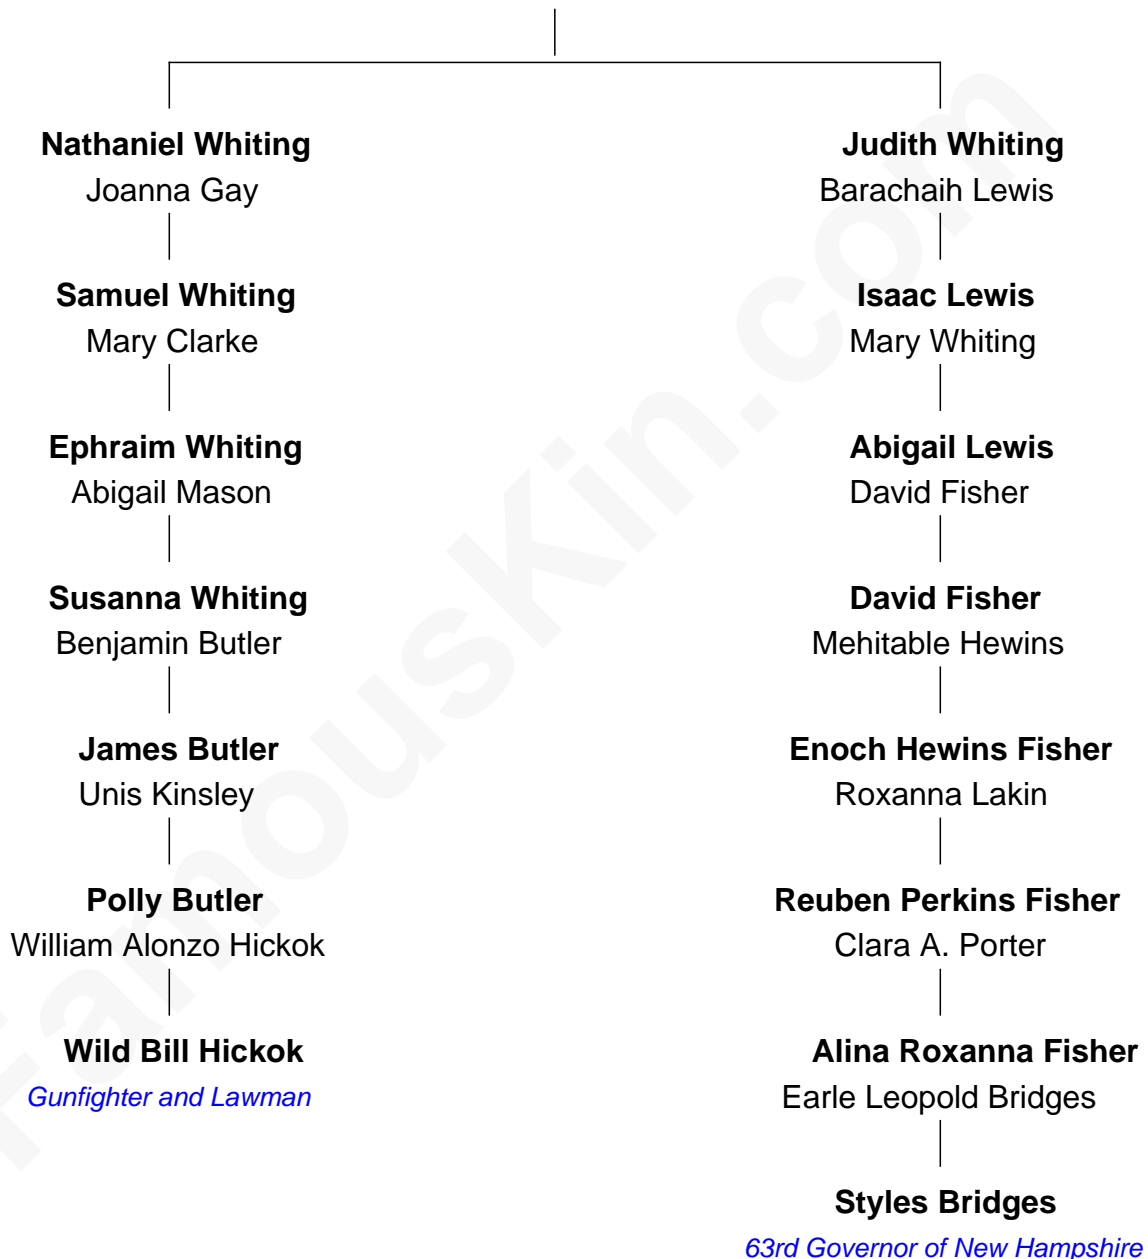 Nathaniel Whiting
Joanna Gay
Samuel Whiting
Mary Clarke
Ephraim Whiting
Abigail Mason
Susanna Whiting
Benjamin Butler
James Butler
Unis Kinsley
Polly Butler
William Alonzo Hickok
Wild Bill Hickok
Gunfighter and Lawman
Judith Whiting
Barachaih Lewis
Isaac Lewis
Mary Whiting
Abigail Lewis
David Fisher
David Fisher
Mehitable Hewins
Enoch Hewins Fisher
Roxanna Lakin
Reuben Perkins Fisher
Clara A. Porter
Alina Roxanna Fisher
Earle Leopold Bridges
Styles Bridges
63rd Governor of New Hampshire
FamousKin.com